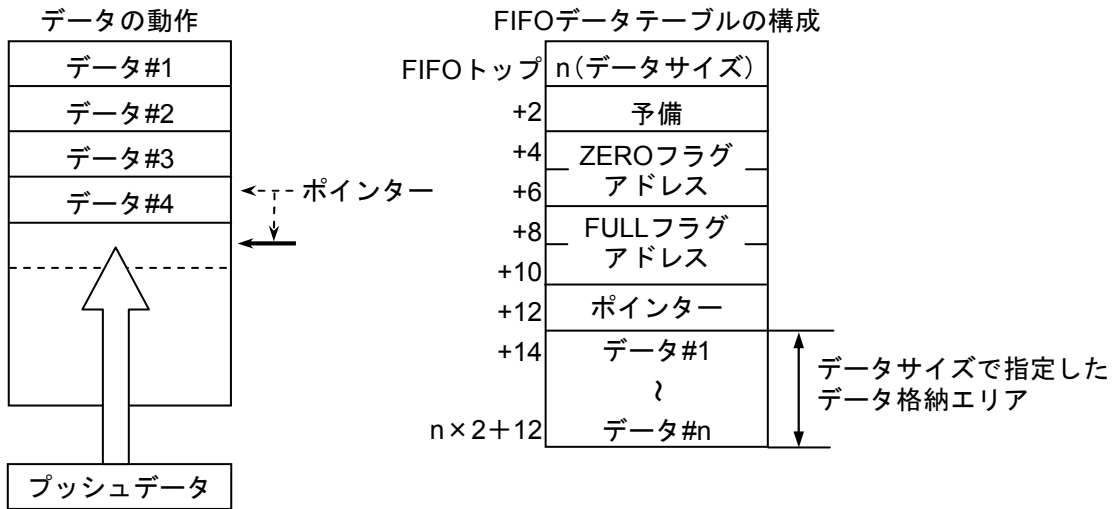 データの動作
データ#1
データ#2
データ#3
データ#4
ポインター
プッシュデータ
FIFOデータテーブルの構成
FIFOトップ n(データサイズ)
+2 予備
+4 ZEROフラグ
+6 アドレス
+8 FULLフラグ
+10 アドレス
+12 ポインター
+14 データ#1
~
n×2+12 データ#n
データサイズで指定した
データ格納エリア